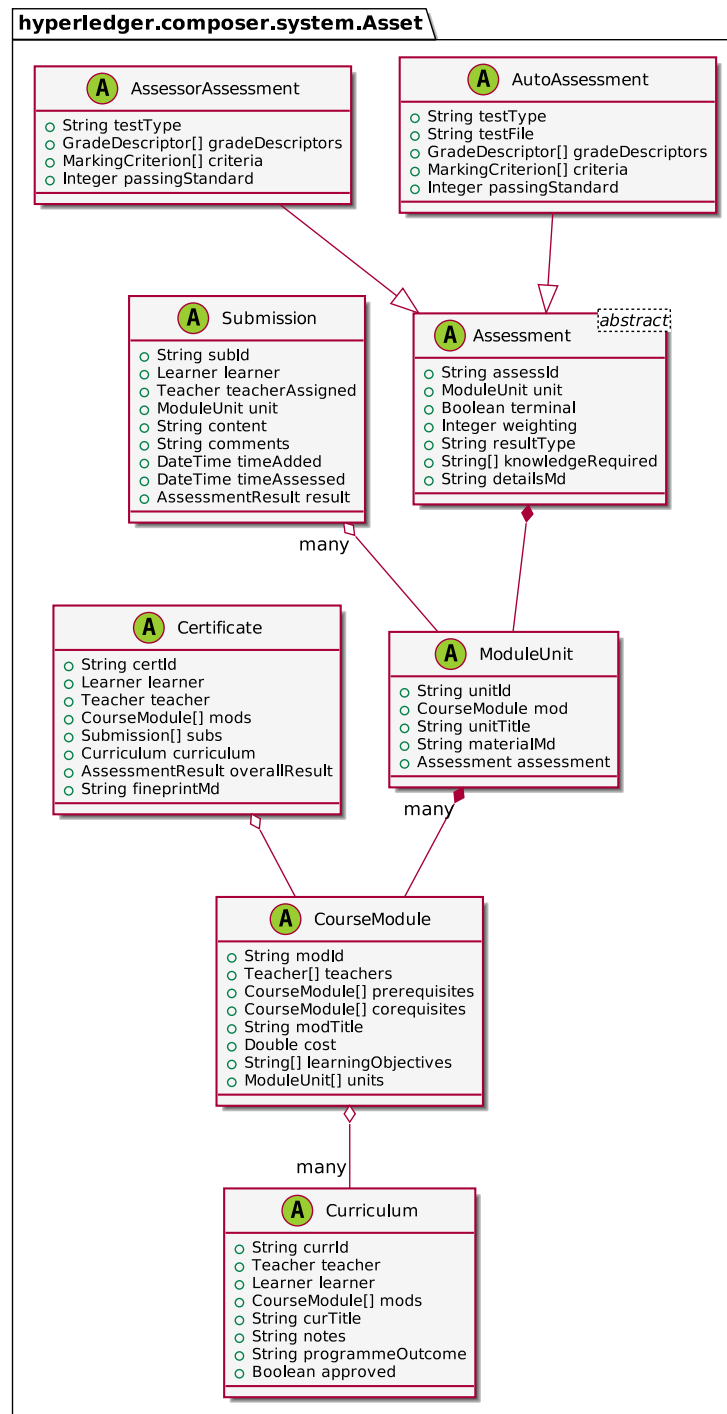 hyperledger.composer.system.Asset
A AssessorAssessment
String testType
GradeDescriptor[] gradeDescriptors
MarkingCriterion[] criteria
Integer passingStandard
A AutoAssessment
String testType
String testFile
GradeDescriptor[] gradeDescriptors
MarkingCriterion[] criteria
Integer passingStandard
A Submission
String subId
Learner learner
Teacher teacherAssigned
ModuleUnit unit
String content
String comments
DateTime timeAdded
DateTime timeAssessed
AssessmentResult result
abstract
A Assessment
String assessId
ModuleUnit unit
Boolean terminal
Integer weighting
String resultType
String[] knowledgeRequired
String detailsMd
many
A Certificate
String certId
Learner learner
Teacher teacher
CourseModule[] mods
Submission[] subs
Curriculum curriculum
AssessmentResult overallResult
String fineprintMd
A ModuleUnit
String unitId
CourseModule mod
String unitTitle
String materialMd
Assessment assessment
many
A CourseModule
String modId
Teacher[] teachers
CourseModule[] prerequisites
CourseModule[] corequisites
String modTitle
Double cost
String[] learningObjectives
ModuleUnit[] units
many
A Curriculum
String currId
Teacher teacher
Learner learner
CourseModule[] mods
String curTitle
String notes
String programmeOutcome
Boolean approved